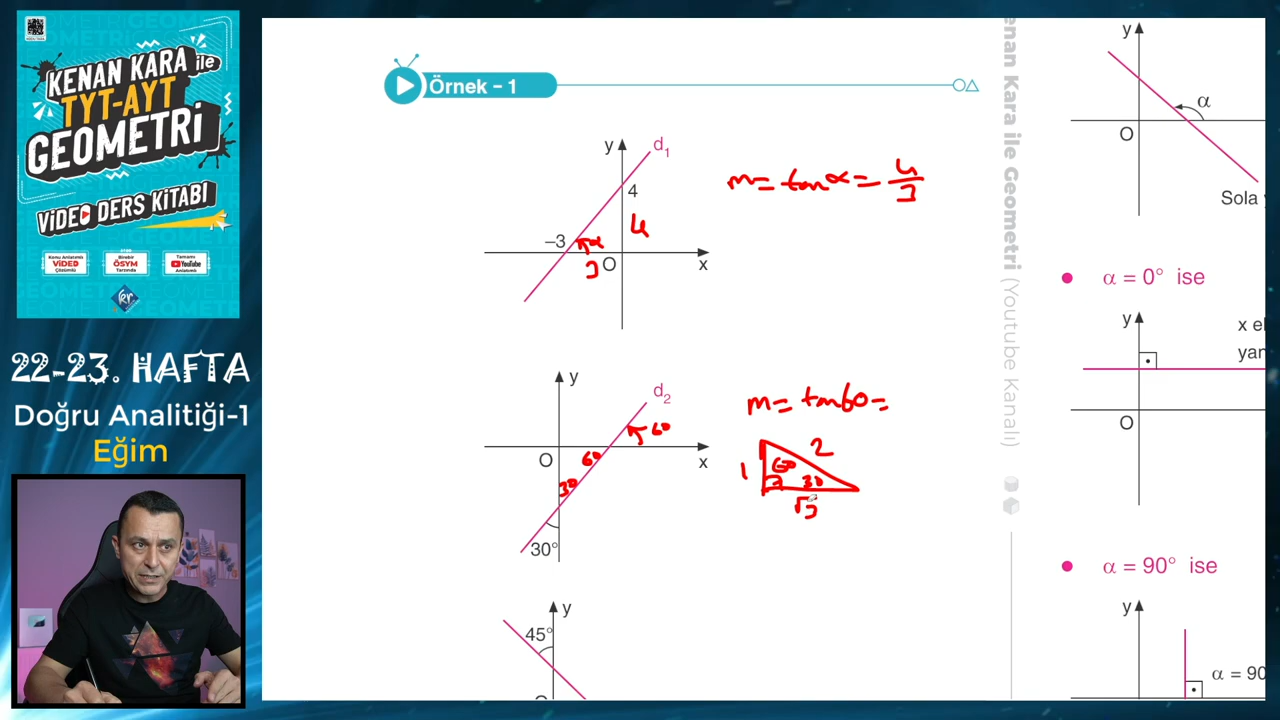 KENAN KARA ile
TYT-AYT
GEOMETRİ
VİDEO DERS KİTABI
Konu Anlatımlı
VİDEO
Çözümlü
Birebir
ÖSYM
Tarzında
Tamamı
YouTube
Anlatımlı
22-23. HAFTA
Doğru Analitiği-1
Eğim
Örnek - 1
y
d₁
4
4
-3
α
3
O
x
m = tanα = 4/3
y
d₂
60
O
60
x
30
30°
m = tan60 =
1
60
2
30
√3
y
45°
Kenan Kara ile Geometri (Youtube Kanalı)
y
α
O
Sola
α = 0° ise
y
x
O
α = 90° ise
y
α = 90